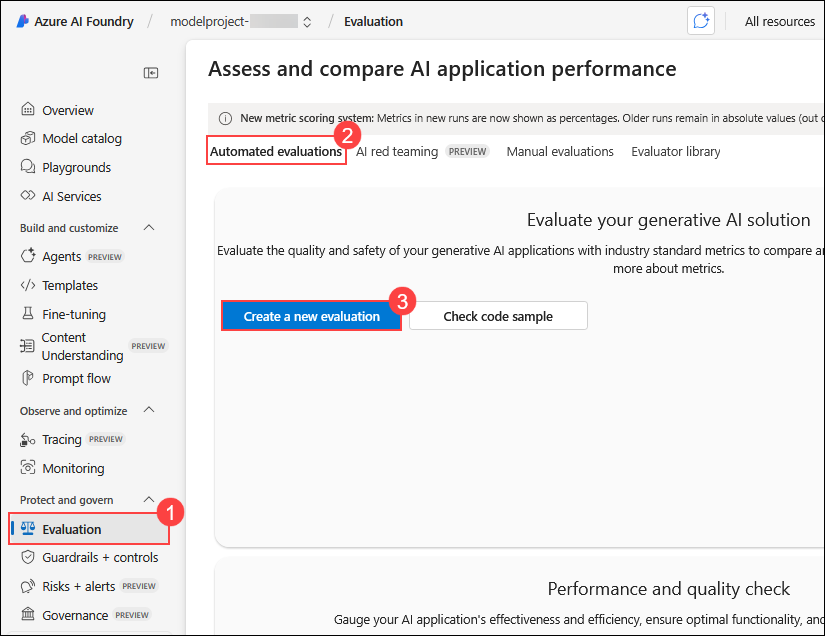 Azure AI Foundry / modelproject- / Evaluation All resources
Assess and compare AI application performance
New metric scoring system: Metrics in new runs are now shown as percentages. Older runs remain in absolute values (out
2
Automated evaluations AI red teaming PREVIEW Manual evaluations Evaluator library
Evaluate your generative AI solution
Evaluate the quality and safety of your generative AI applications with industry standard metrics to compare
more about metrics.
3
Create a new evaluation Check code sample
Performance and quality check
Gauge your AI application's effectiveness and efficiency, ensure optimal functionality,
Overview
Model catalog
Playgrounds
AI Services
Build and customize
Agents PREVIEW
Templates
Fine-tuning
Content
Understanding PREVIEW
Prompt flow
Observe and optimize
Tracing PREVIEW
Monitoring
Protect and govern
1
Evaluation
Guardrails + controls
Risks + alerts PREVIEW
Governance PREVIEW